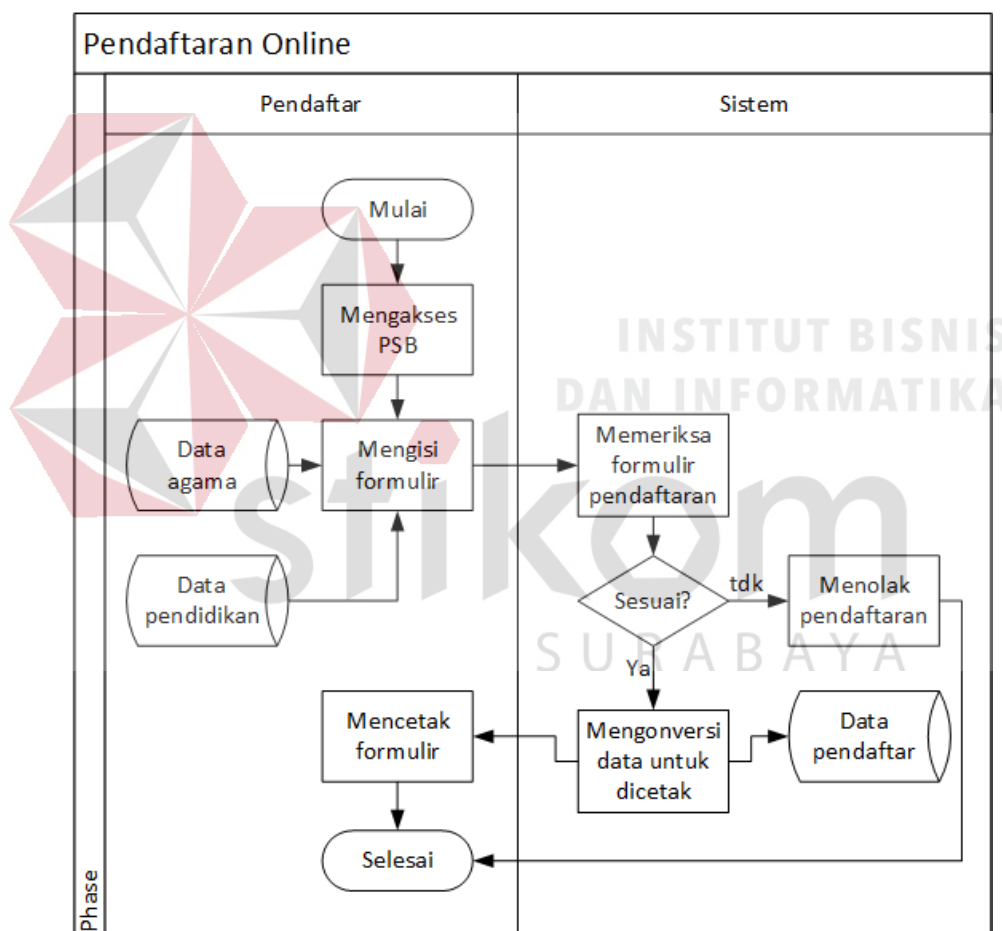 Pendaftaran Online
Pendaftar
Sistem
Mulai
Mengakses
PSB
INSTITUT BISNIS
DAN INFORMATIKA
Data
agama
Mengisi
formulir
Memeriksa
formulir
pendaftaran
stikom
Data
pendidikan
Sesuai?
tdk
Menolak
pendaftaran
SURABAYA
Ya
Mencetak
formulir
Mengonversi
data untuk
dicetak
Data
pendaftar
Selesai
Phase